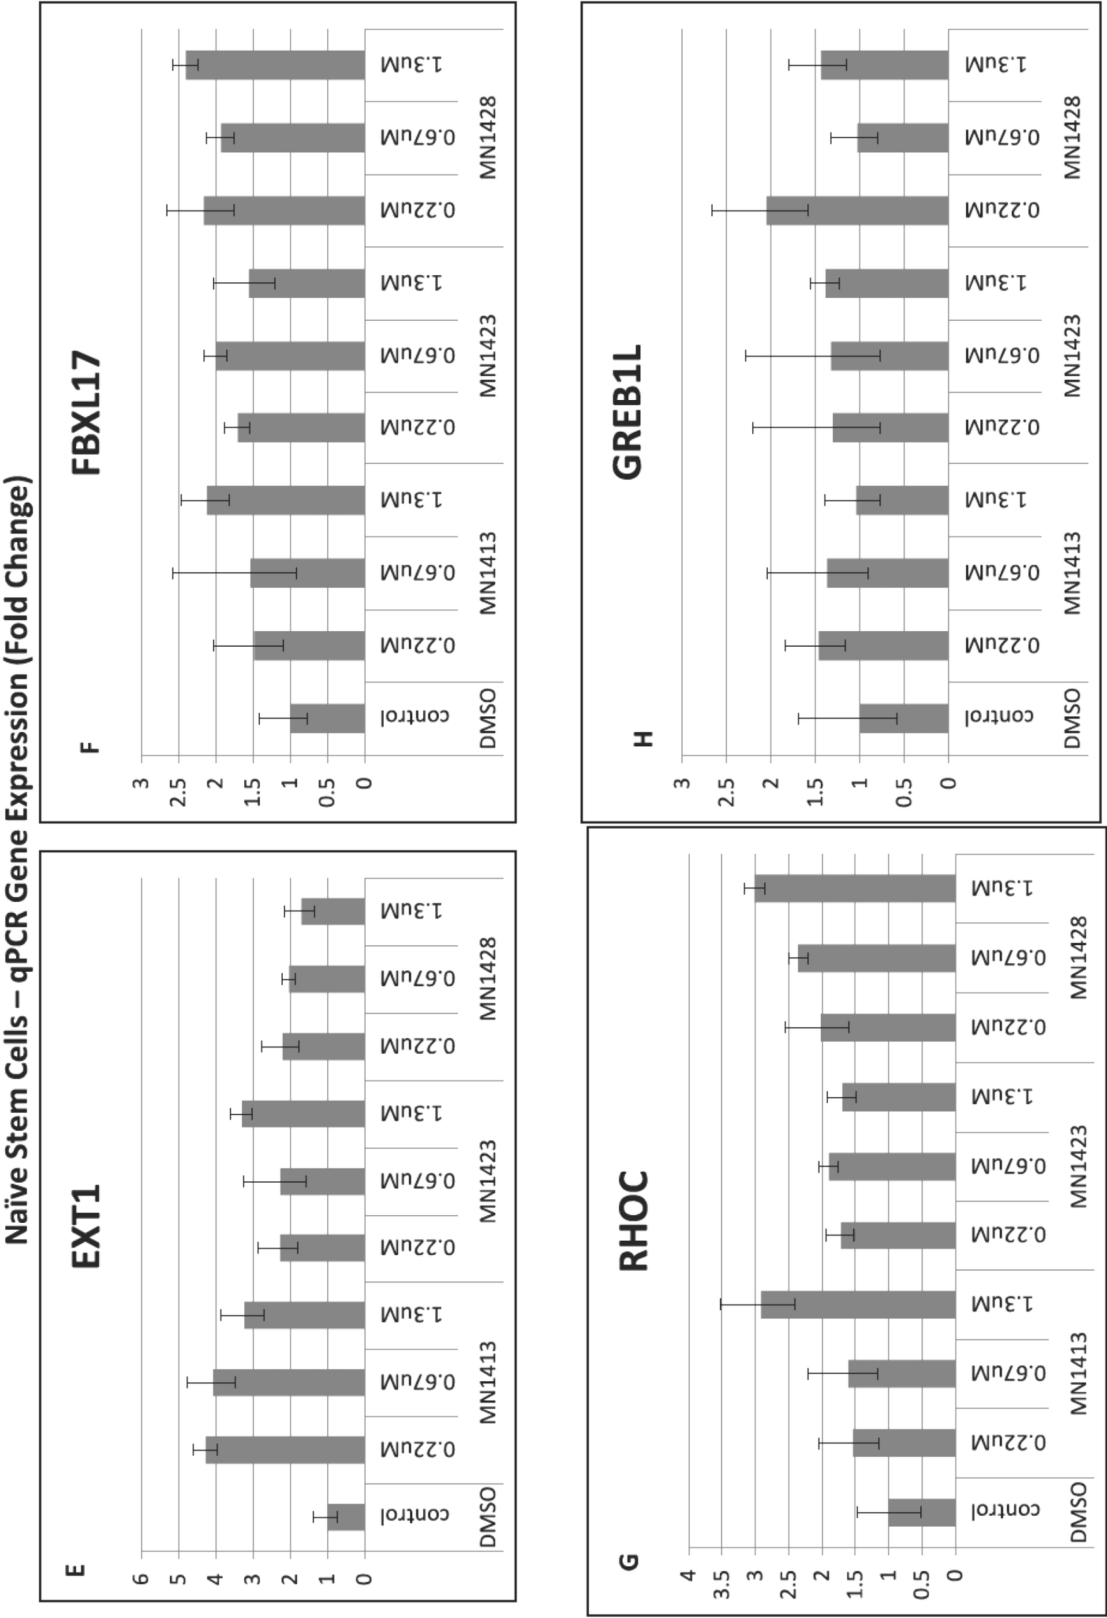 Naïve Stem Cells – qPCR Gene Expression (Fold Change)
E
EXT1
6
5
4
3
2
1
0
control 0.22uM 0.67uM 1.3uM 0.22uM 0.67uM 1.3uM 0.22uM 0.67uM 1.3uM
DMSO MN1413 MN1423 MN1428
F
FBXL17
3
2.5
2
1.5
1
0.5
0
control 0.22uM 0.67uM 1.3uM 0.22uM 0.67uM 1.3uM 0.22uM 0.67uM 1.3uM
DMSO MN1413 MN1423 MN1428
G
RHOC
4
3.5
3
2.5
2
1.5
1
0.5
0
control 0.22uM 0.67uM 1.3uM 0.22uM 0.67uM 1.3uM 0.22uM 0.67uM 1.3uM
DMSO MN1413 MN1423 MN1428
H
GREB1L
3
2.5
2
1.5
1
0.5
0
control 0.22uM 0.67uM 1.3uM 0.22uM 0.67uM 1.3uM 0.22uM 0.67uM 1.3uM
DMSO MN1413 MN1423 MN1428